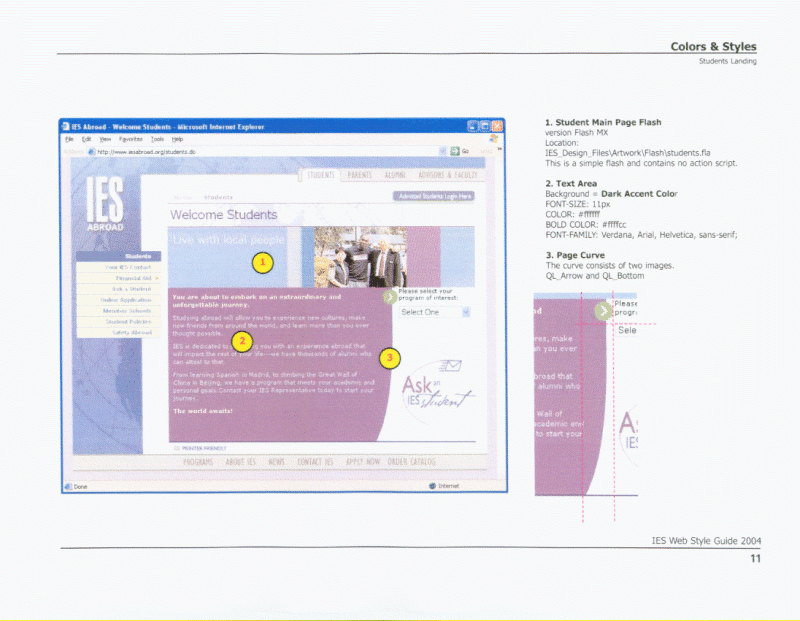 Colors & Styles
Students Landing
IES Abroad - Welcome Students - Microsoft Internet Explorer
File Edit View Favorites Tools Help
Address http://www.iesabroad.org/students.do Go
IES
ABROAD
STUDENTS PARENTS ALUMNI ADVISORS & FACULTY
Students
Abroad Students Login Here
Welcome Students
Live with local people
1
Students
Your IES Contact
Financial Aid
Ask a Student
Online Application
Member Schools
Student Policies
Safety Abroad
You are about to embark on an extraordinary and
unforgettable journey.
Studying abroad will allow you to experience new cultures, make
new friends from around the world, and learn more than you ever
thought possible.
2
IES is dedicated to you with an experience abroad that
will impact the rest of your life—we have thousands of alumni who
can attest to that.
From learning Spanish in Madrid, to climbing the Great Wall of
China in Beijing, we have a program that meets your academic and
personal goals. Contact your IES Representative today to start your
journey.
The world awaits!
Please select your
program of interest:
Select One
3
Ask an
IES student
PRINTER FRIENDLY
PROGRAMS ABOUT IES NEWS CONTACT IES APPLY NOW ORDER CATALOG
Done Internet
1. Student Main Page Flash
version Flash MX
Location:
IES_Design_Files\Artwork\Flash\students.fla
This is a simple flash and contains no action script.
2. Text Area
Background = Dark Accent Color
FONT-SIZE: 11px
COLOR: #ffffff
BOLD COLOR: #ffffcc
FONT-FAMILY: Verdana, Arial, Helvetica, sans-serif;
3. Page Curve
The curve consists of two images.
QL_Arrow and QL_Bottom
Please
progra
Sele
nd
res, make
n you ever
broad that
alumni who
Wall of
academic and
to start your
A
IES
IES Web Style Guide 2004
11